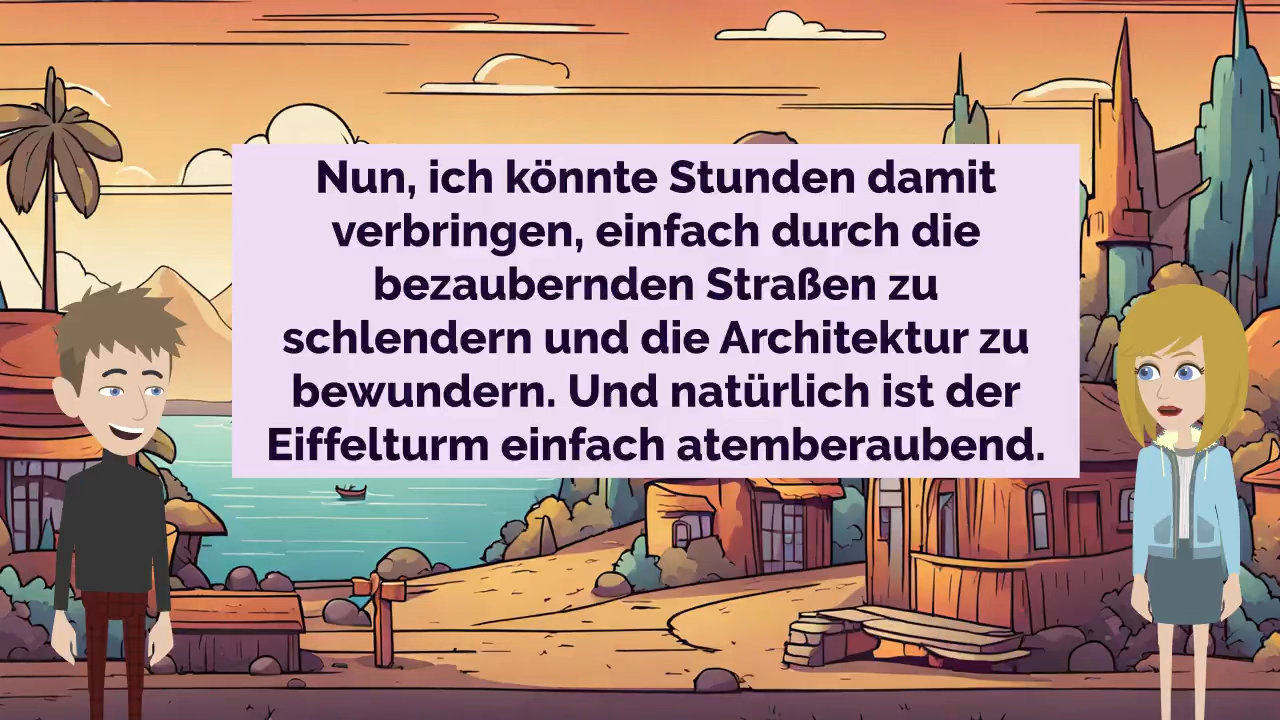 Nun, ich könnte Stunden damit
verbringen, einfach durch die
bezaubernden Straßen zu
schlendern und die Architektur zu
bewundern. Und natürlich ist der
Eiffelturm einfach atemberaubend.